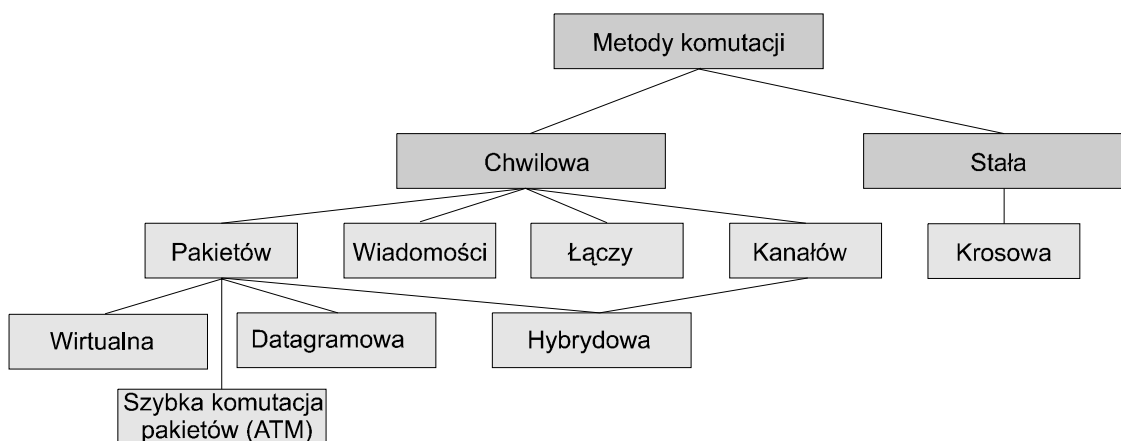 Metody komutacji
Chwilowa
Stała
Pakietów
Wiadomości
Łączy
Kanałów
Krosowa
Wirtualna
Datagramowa
Hybrydowa
Szybka komutacja
pakietów (ATM)